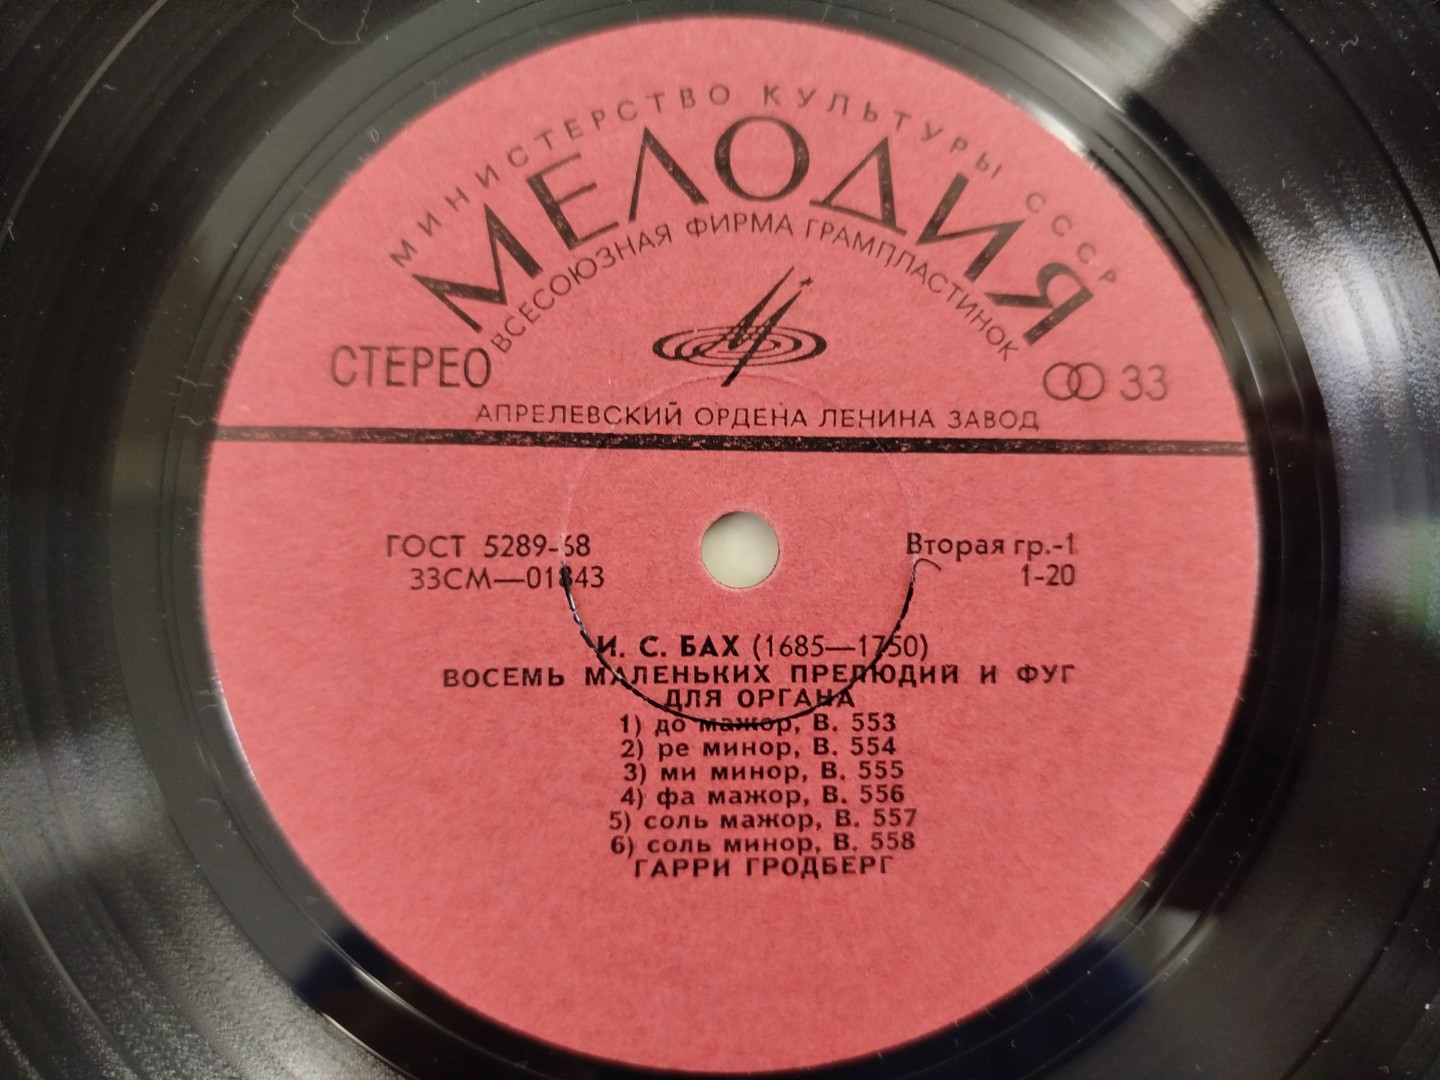 МИНИСТЕРСТВО КУЛЬТУРЫ СССР
МЕЛОДИЯ
ВСЕСОЮЗНАЯ ФИРМА ГРАМПЛАСТИНОК
СТЕРЕО
33
АПРЕЛЕВСКИЙ ОРДЕНА ЛЕНИНА ЗАВОД
ГОСТ 5289-68
Вторая гр.-1
33СМ—01843
1-20
И. С. БАХ (1685—1750)
ВОСЕМЬ МАЛЕНЬКИХ ПРЕЛЮДИЙ И ФУГ
ДЛЯ ОРГАНА
1) до мажор, В. 553
2) ре минор, В. 554
3) ми минор, В. 555
4) фа мажор, В. 556
5) соль мажор, В. 557
6) соль минор, В. 558
ГАРРИ ГРОДБЕРГ